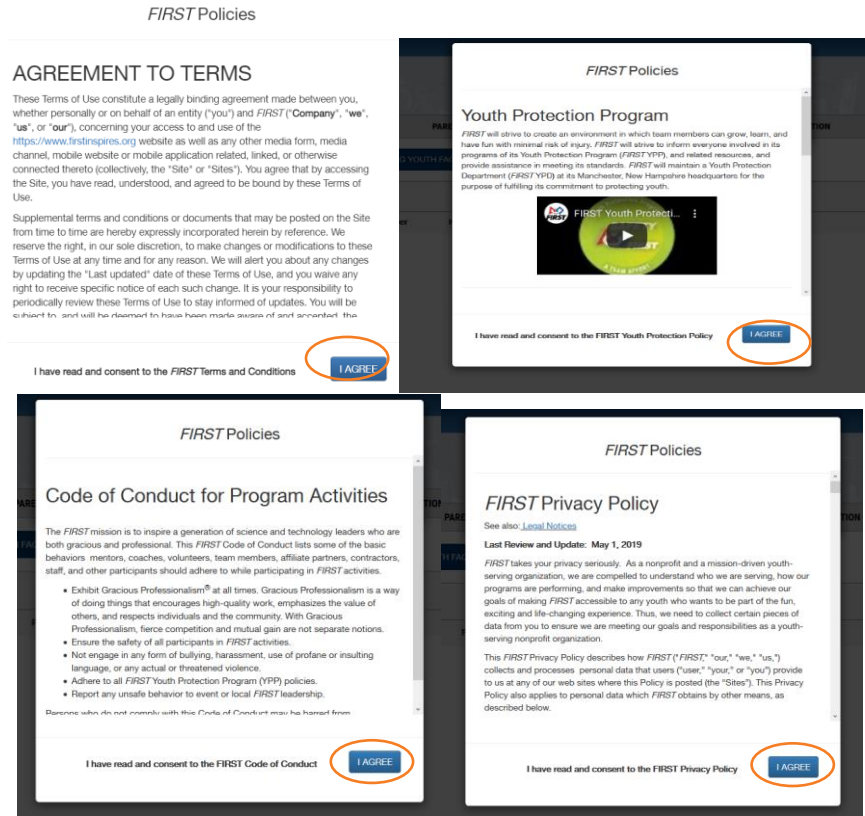 FIRST Policies
AGREEMENT TO TERMS
These Terms of Use constitute a legally binding agreement made between you,
whether personally or on behalf of an entity ("you") and FIRST ("Company", "we",
"us", or "our"), concerning your access to and use of the
https://www.firstinspires.org website as well as any other media form, media
channel, mobile website or mobile application related, linked, or otherwise
connected thereto (collectively, the "Site" or "Sites"). You agree that by accessing
the Site, you have read, understood, and agreed to be bound by these Terms of
Use.
Supplemental terms and conditions or documents that may be posted on the Site
from time to time are hereby expressly incorporated herein by reference. We
reserve the right, in our sole discretion, to make changes or modifications to these
Terms of Use at any time and for any reason. We will alert you about any changes
by updating the "Last updated" date of these Terms of Use, and you waive any
right to receive specific notice of each such change. It is your responsibility to
periodically review these Terms of Use to stay informed of updates. You will be
subject to, and will be deemed to have been made aware of and accepted, the
I have read and consent to the FIRST Terms and Conditions
I AGREE
FIRST Policies
Youth Protection Program
FIRST will strive to create an environment in which team members can grow, learn, and
have fun with minimal risk of injury. FIRST will strive to inform everyone involved in its
programs of its Youth Protection Program (FIRST YPP), and related resources, and
provide assistance in meeting its standards. FIRST will maintain a Youth Protection
Department (FIRST YPD) at its Manchester, New Hampshire headquarters for the
purpose of fulfilling its commitment to protecting youth.
FIRST Youth Protecti...
A TEAM EFFORT
I have read and consent to the FIRST Youth Protection Policy
I AGREE
FIRST Policies
Code of Conduct for Program Activities
The FIRST mission is to inspire a generation of science and technology leaders who are
both gracious and professional. This FIRST Code of Conduct lists some of the basic
behaviors mentors, coaches, volunteers, team members, affiliate partners, contractors,
staff, and other participants should adhere to while participating in FIRST activities.
• Exhibit Gracious Professionalism® at all times. Gracious Professionalism is a way
of doing things that encourages high-quality work, emphasizes the value of
others, and respects individuals and the community. With Gracious
Professionalism, fierce competition and mutual gain are not separate notions.
• Ensure the safety of all participants in FIRST activities.
• Not engage in any form of bullying, harassment, use of profane or insulting
language, or any actual or threatened violence.
• Adhere to all FIRST Youth Protection Program (YPP) policies.
• Report any unsafe behavior to event or local FIRST leadership.
Persons who do not comply with this Code of Conduct may be barred from
I have read and consent to the FIRST Code of Conduct
I AGREE
FIRST Policies
FIRST Privacy Policy
See also: Legal Notices
Last Review and Update: May 1, 2019
FIRST takes your privacy seriously. As a nonprofit and a mission-driven youth-
serving organization, we are compelled to understand who we are serving, how our
programs are performing, and make improvements so that we can achieve our
goals of making FIRST accessible to any youth who wants to be part of the fun,
exciting and life-changing experience. Thus, we need to collect certain pieces of
data from you to ensure we are meeting our goals and responsibilities as a youth-
serving nonprofit organization.
This FIRST Privacy Policy describes how FIRST ("FIRST," "our," "we," "us,")
collects and processes personal data that users ("user," "your," or "you") provide
to us at any of our web sites where this Policy is posted (the "Sites"). This Privacy
Policy also applies to personal data which FIRST obtains by other means, as
described below.
I have read and consent to the FIRST Privacy Policy
I AGREE